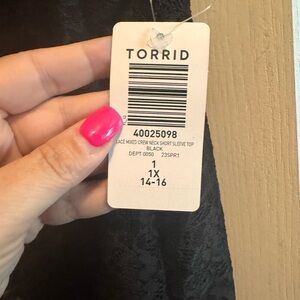 TORRID
40025098
LACE MIXED CREW NECK SHORT SLEEVE TOP
BLACK
DEPT 0050 23SPR1
1
1X
14-16